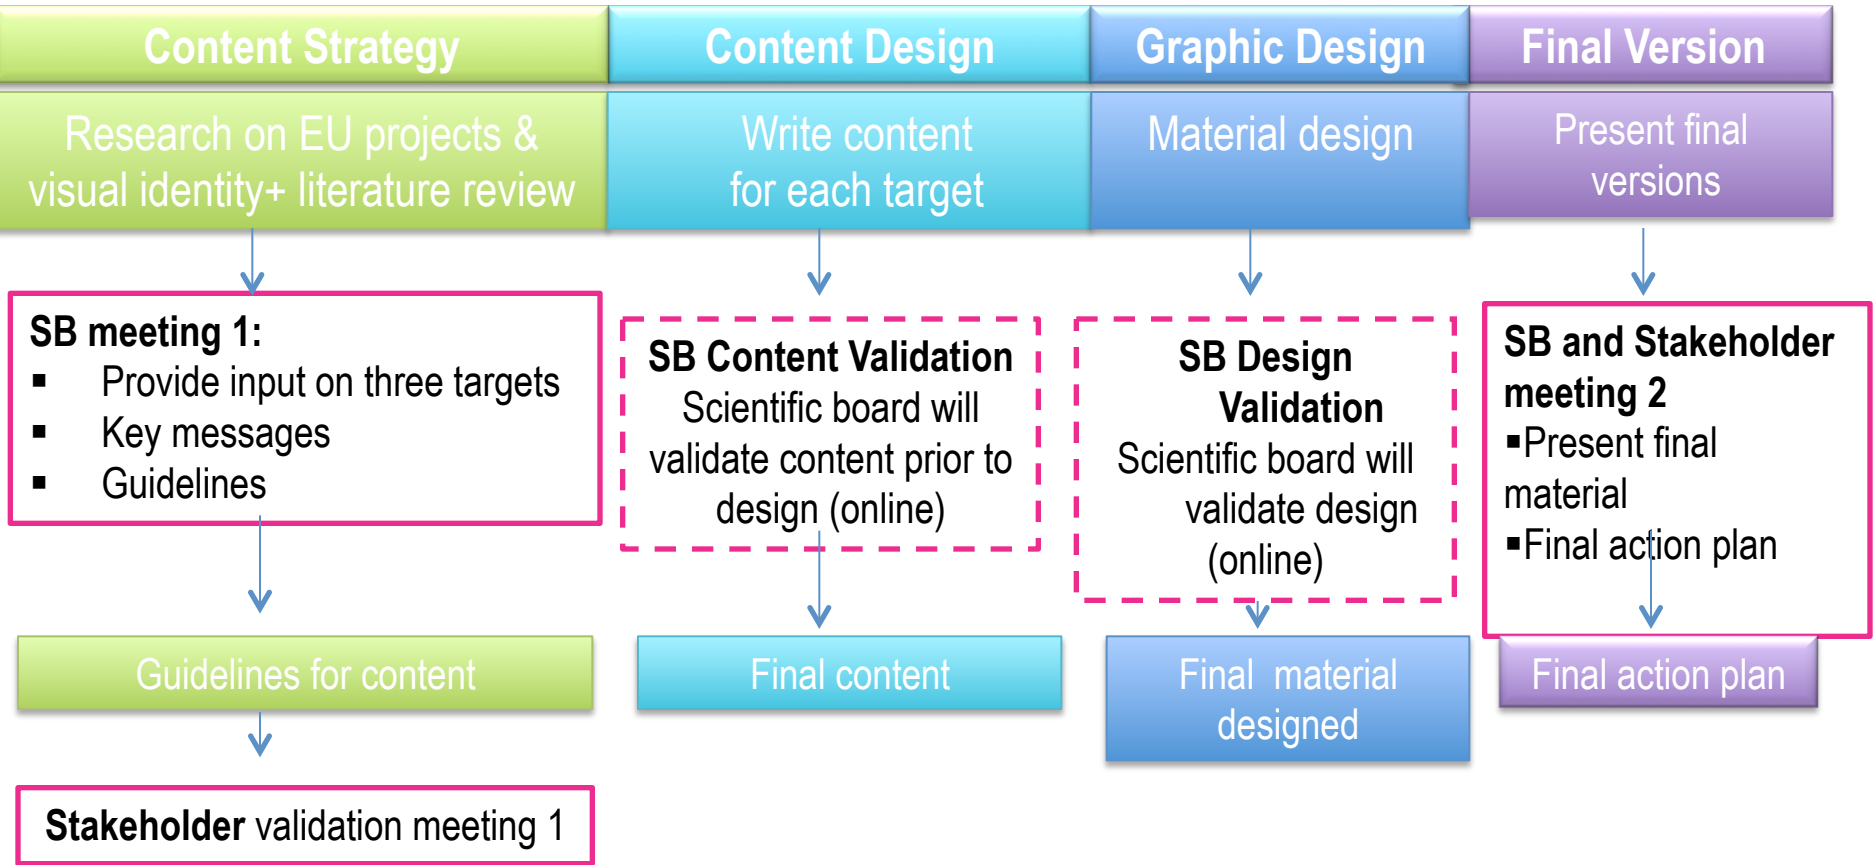 Content Strategy
Content Design
Graphic Design
Final Version
Research on EU projects &
visual identity+ literature review
Write content
for each target
Material design
Present final
versions
SB meeting 1:
▪ Provide input on three targets
▪ Key messages
▪ Guidelines
SB Content Validation
Scientific board will
validate content prior to
design (online)
SB Design
Validation
Scientific board will
validate design
(online)
SB and Stakeholder
meeting 2
▪Present final
material
▪Final action plan
Guidelines for content
Final content
Final material
designed
Final action plan
Stakeholder validation meeting 1